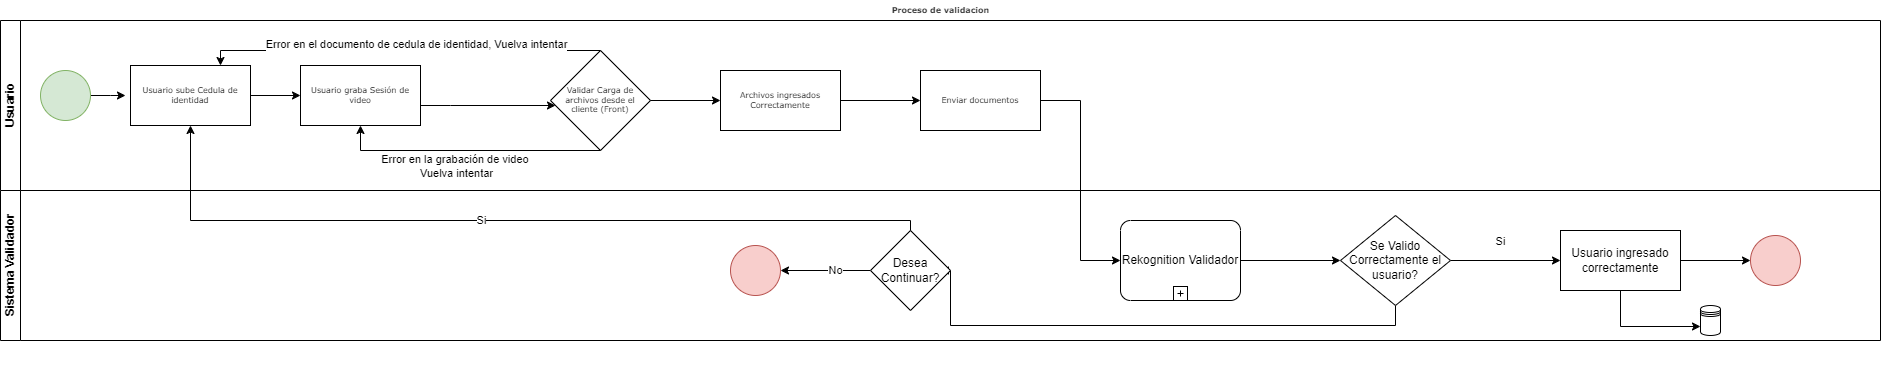 Proceso de validacion
Usuario
Error en el documento de cedula de identidad, Vuelva intentar
Usuario sube Cedula de
identidad
Usuario graba Sesión de
video
Validar Carga de
archivos desde el
cliente (Front)
Archivos ingresados
Correctamente
Enviar documentos
Error en la grabación de video
Vuelva intentar
Sistema Validador
Si
No
Desea
Continuar?
Rekognition Validador
+
Se Valido
Correctamente el
usuario?
Si
Usuario ingresado
correctamente